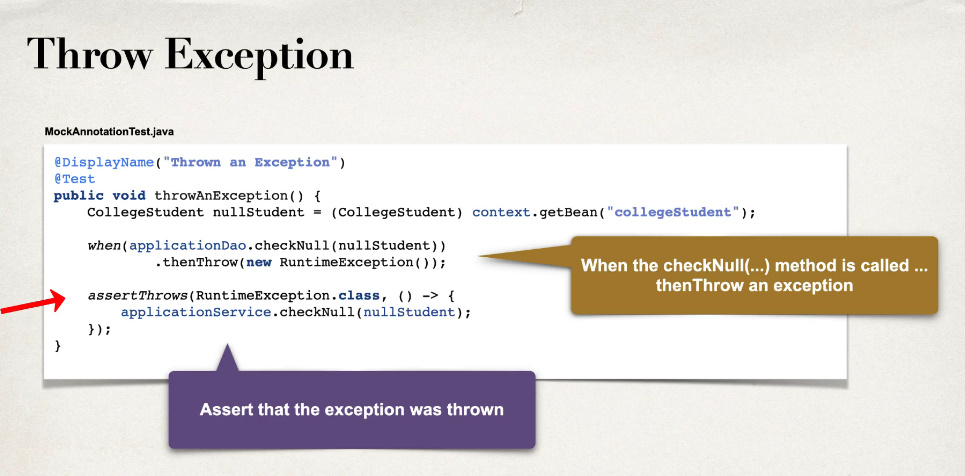 Throw Exception
MockAnnotationTest.java
@DisplayName("Thrown an Exception")
@Test
public void throwAnException() {
CollegeStudent nullStudent = (CollegeStudent) context.getBean("collegeStudent");
when(applicationDao.checkNull(nullStudent))
.thenThrow(new RuntimeException());
When the checkNull(...) method is called ...
thenThrow an exception
assertThrows(RuntimeException.class, () -> {
applicationService.checkNull(nullStudent);
});
}
Assert that the exception was thrown